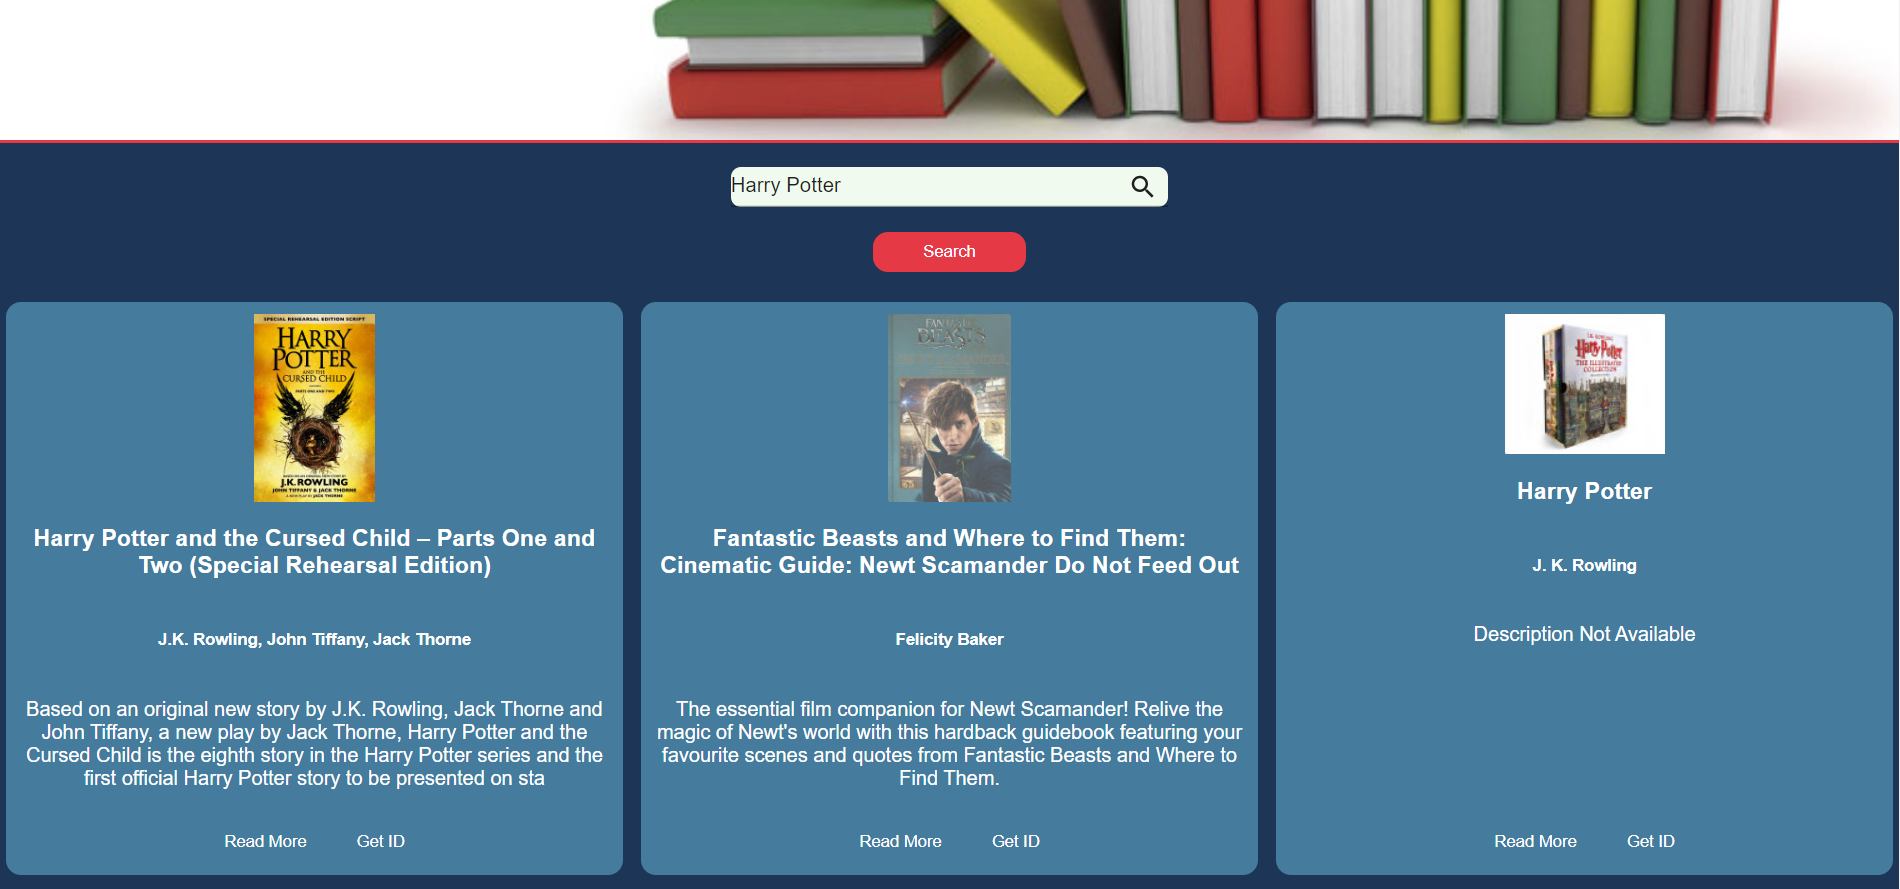 Harry Potter
Search
SPECIAL REHEARSAL EDITION SCRIPT
HARRY
POTTER
AND THE
CURSED CHILD
PARTS ONE AND TWO
J.K. ROWLING
JOHN TIFFANY & JACK THORNE
A NEW PLAY BY JACK THORNE
Harry Potter and the Cursed Child – Parts One and
Two (Special Rehearsal Edition)
J.K. Rowling, John Tiffany, Jack Thorne
Based on an original new story by J.K. Rowling, Jack Thorne and
John Tiffany, a new play by Jack Thorne, Harry Potter and the
Cursed Child is the eighth story in the Harry Potter series and the
first official Harry Potter story to be presented on sta
Read More Get ID
FANTASTIC
BEASTS
Fantastic Beasts and Where to Find Them:
Cinematic Guide: Newt Scamander Do Not Feed Out
Felicity Baker
The essential film companion for Newt Scamander! Relive the
magic of Newt's world with this hardback guidebook featuring your
favourite scenes and quotes from Fantastic Beasts and Where to
Find Them.
Read More Get ID
J.K. ROWLING
Harry Potter
THE ILLUSTRATED
COLLECTION
Harry Potter
J. K. Rowling
Description Not Available
Read More Get ID